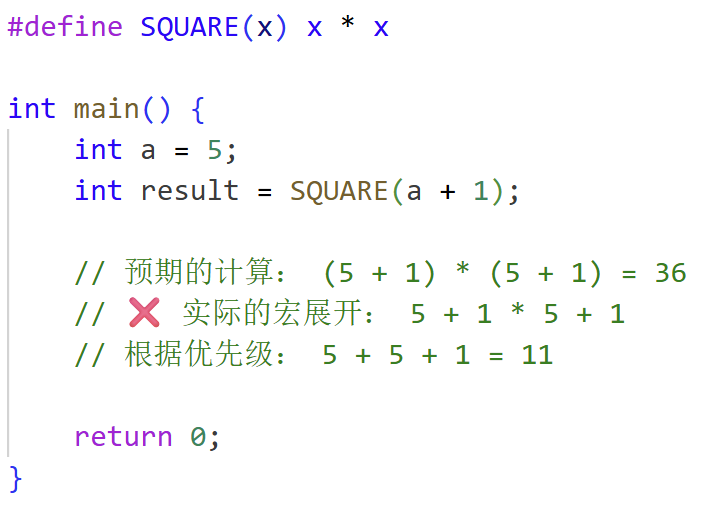 #define SQUARE(x) x * x
int main() {
int a = 5;
int result = SQUARE(a + 1);
// 预期的计算： (5 + 1) * (5 + 1) = 36
// ❌ 实际的宏展开： 5 + 1 * 5 + 1
// 根据优先级： 5 + 5 + 1 = 11
return 0;
}